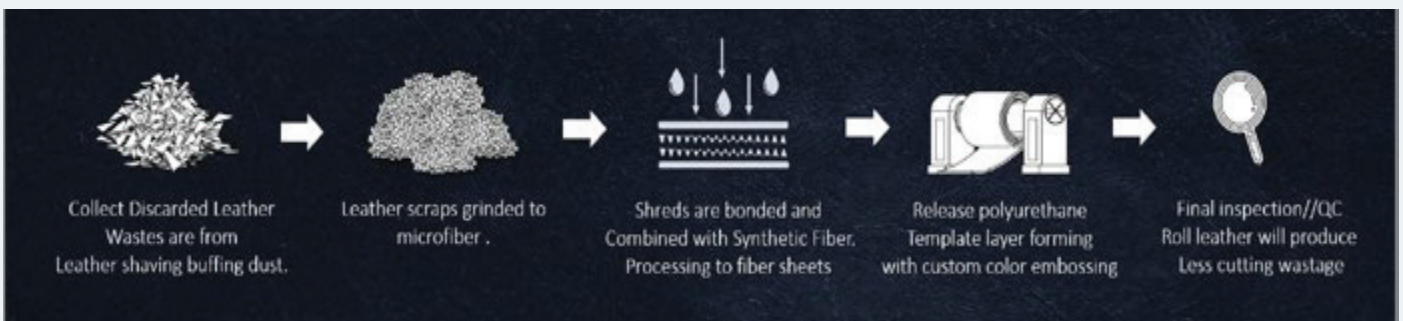 Collect Discarded Leather
Wastes are from
Leather shaving buffing dust.
Leather scraps grinded to
microfiber .
Shreds are bonded and
Combined with Synthetic Fiber.
Processing to fiber sheets
Release polyurethane
Template layer forming
with custom color embossing
Final inspection//QC
Roll leather will produce
Less cutting wastage